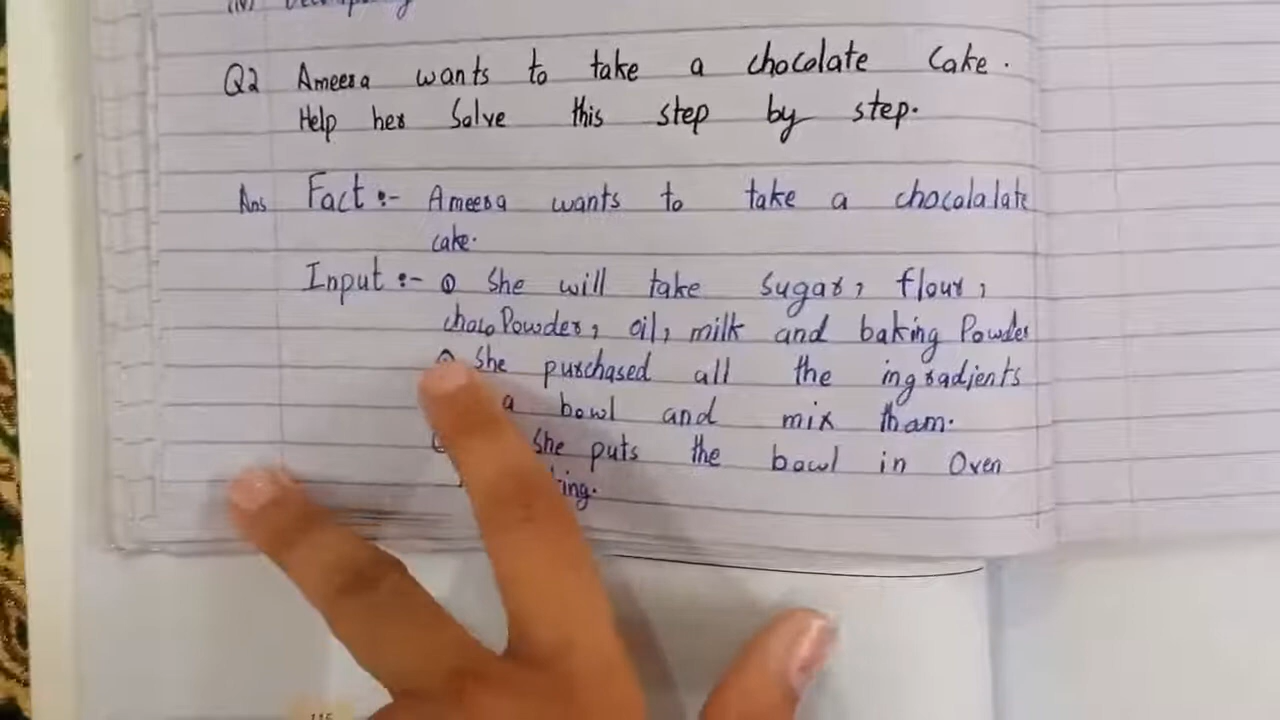 Q2 Ameera wants to take a chocolate Cake.
Help her Solve this step by step.
Ans Fact :- Ameera wants to take a chocolalate
cake.
Input :- ① She will take sugar, flour,
choco Powder, oil, milk and baking Powder
She purchased all the ingradients
a bowl and mix tham.
She puts the bowl in Oven